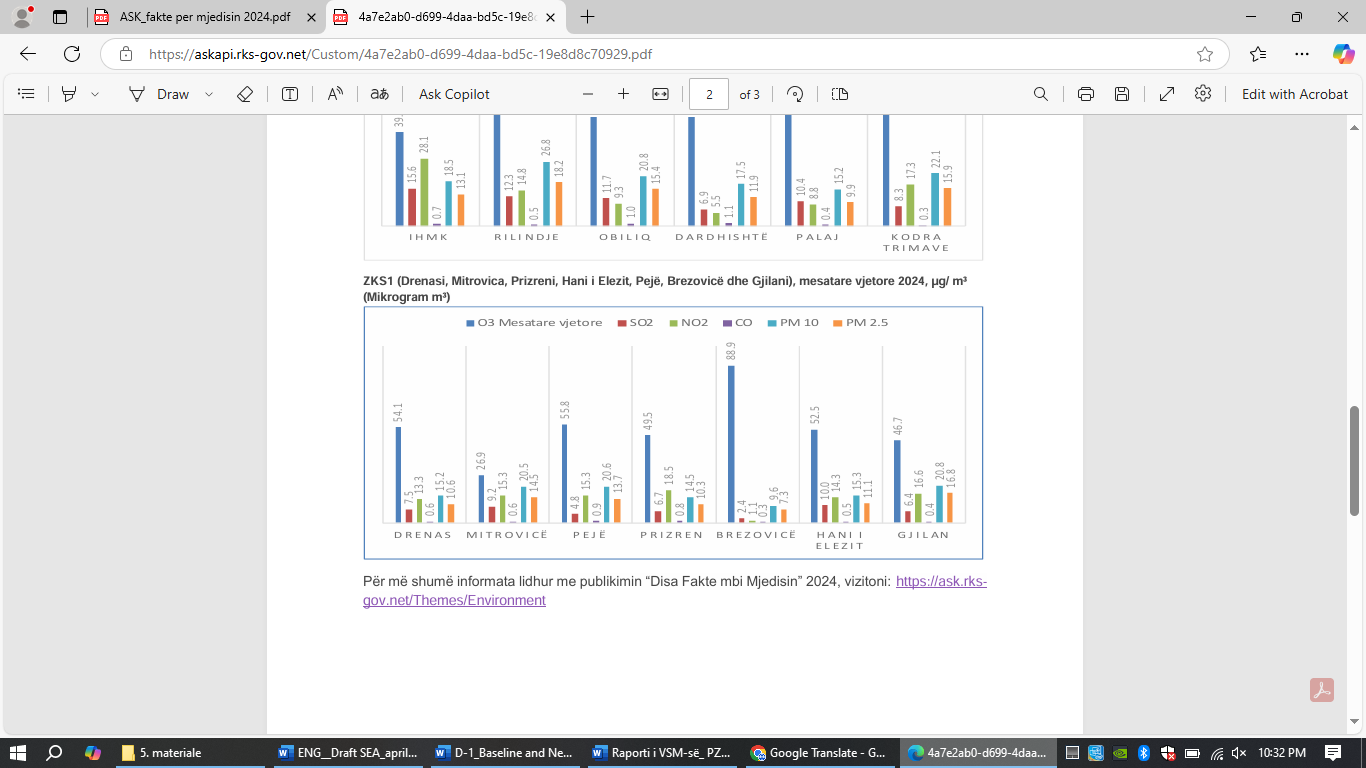 ASK_fakte per mjedisin 2024.pdf
4a7e2ab0-d699-4daa-bd5c-19e8
https://askapi.rks-gov.net/Custom/4a7e2ab0-d699-4daa-bd5c-19e8d8c70929.pdf
Draw
Ask Copilot
2 of 3
Edit with Acrobat
39.
15.6 28.1 0.7 18.5 13.1
12.3 14.8 0.5 26.8 18.2
11.7 9.3 1.0 20.8 15.4
6.9 5.5 1.1 17.5 11.9
10.4 8.8 0.4 15.2 9.9
8.3 17.3 0.3 22.1 15.9
IHMK RILINDJE OBILIQ DARDHISHTË PALAJ KODRA
TRIMAVE
ZKS1 (Drenasi, Mitrovica, Prizreni, Hani i Elezit, Pejë, Brezovicë dhe Gjilani), mesatare vjetore 2024, µg/ m³
(Mikrogram m³)
O3 Mesatare vjetore SO2 NO2 CO PM 10 PM 2.5
54.1 7.5 13.3 0.6 15.2 10.6
26.9 9.2 15.3 0.6 20.5 14.5
55.8 4.8 15.3 0.9 20.6 13.7
49.5 6.7 18.5 0.8 14.5 10.3
88.9 2.4 1.1 0.3 9.6 7.3
52.5 10.0 14.3 0.5 15.3 11.1
46.7 6.4 16.6 0.4 20.8 16.8
DRENAS MITROVICË PEJË PRIZREN BREZOVICË HANI I GJILAN
ELEZIT
Për më shumë informata lidhur me publikimin “Disa Fakte mbi Mjedisin” 2024, vizitoni: https://ask.rks-
gov.net/Themes/Environment
5. materiale
ENG__Draft SEA_april...
D-1_Baseline and Ne...
Raporti i VSM-së_ PZ...
Google Translate - G...
4a7e2ab0-d699-4daa...
10:32 PM